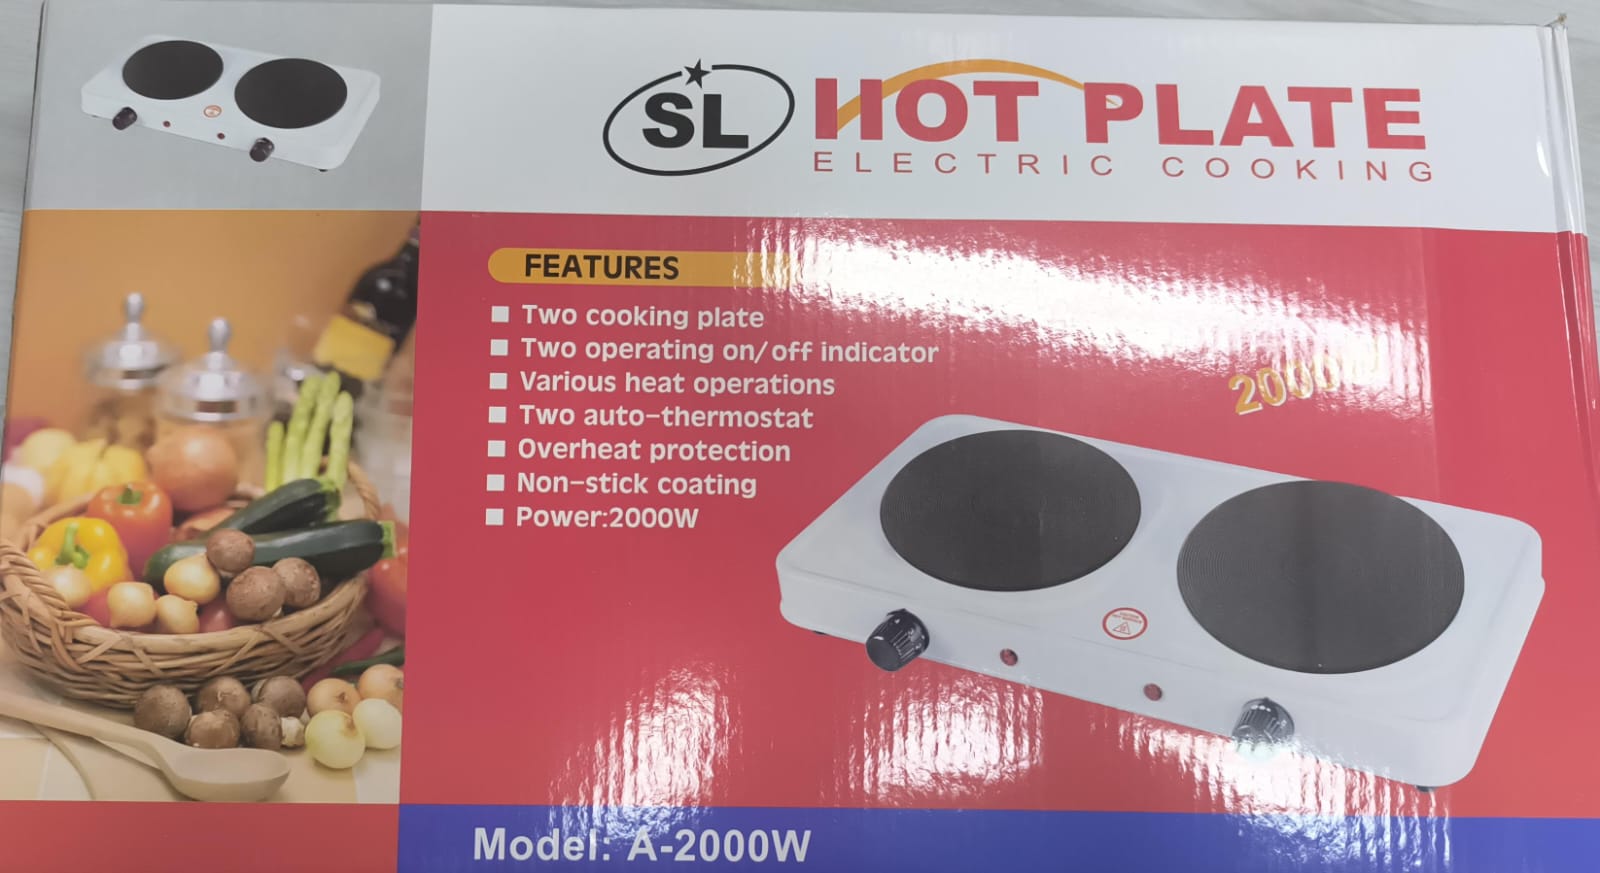 SL
HOT PLATE
ELECTRIC COOKING
FEATURES
Two cooking plate
Two operating on/off indicator
Various heat operations
Two auto-thermostat
Overheat protection
Non-stick coating
Power:2000W
2000W
Model: A-2000W